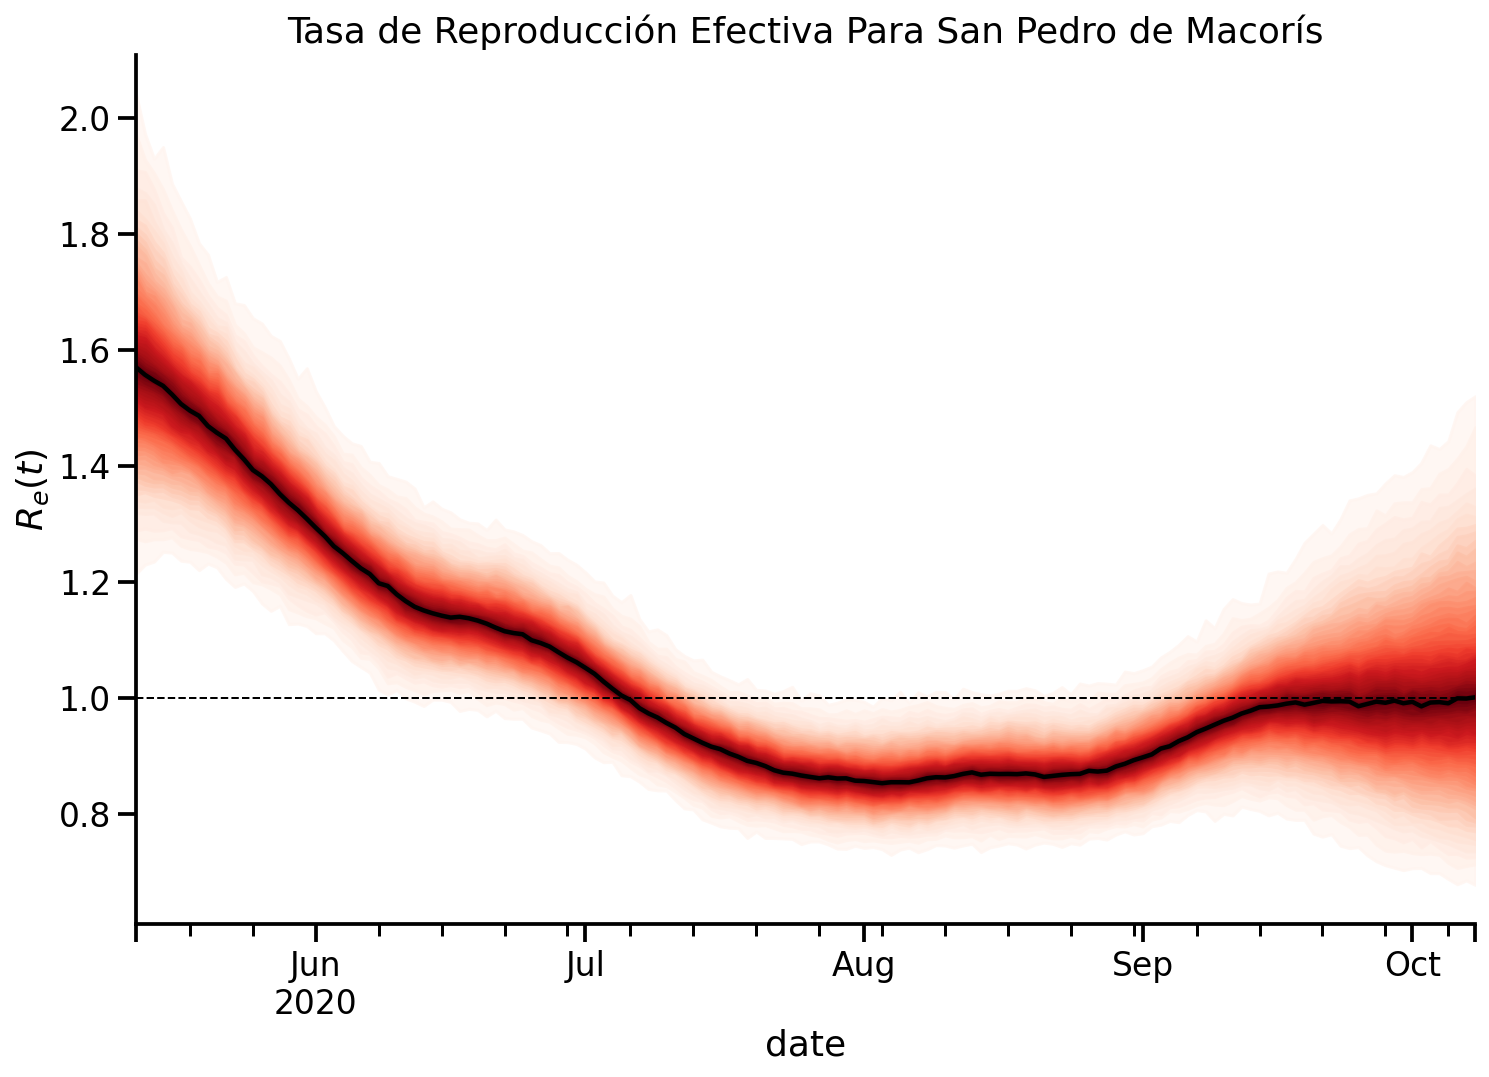 Tasa de Reproducción Efectiva Para San Pedro de Macorís
2.0
1.8
1.6
1.4
1.2
1.0
0.8
Re(t)
Jun
2020
Jul
Aug
Sep
Oct
date